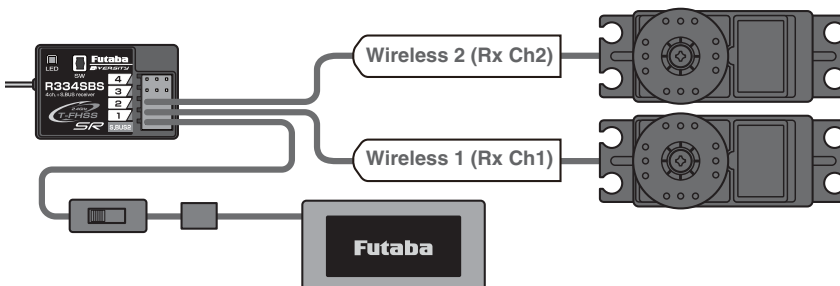 Futaba
DIVERSITY
LED
SW
R334SBS
4ch. - S.BUS receiver
T-FHSS
SR
4
3
2
1
S.BUS2
Wireless 2 (Rx Ch2)
Wireless 1 (Rx Ch1)
Futaba